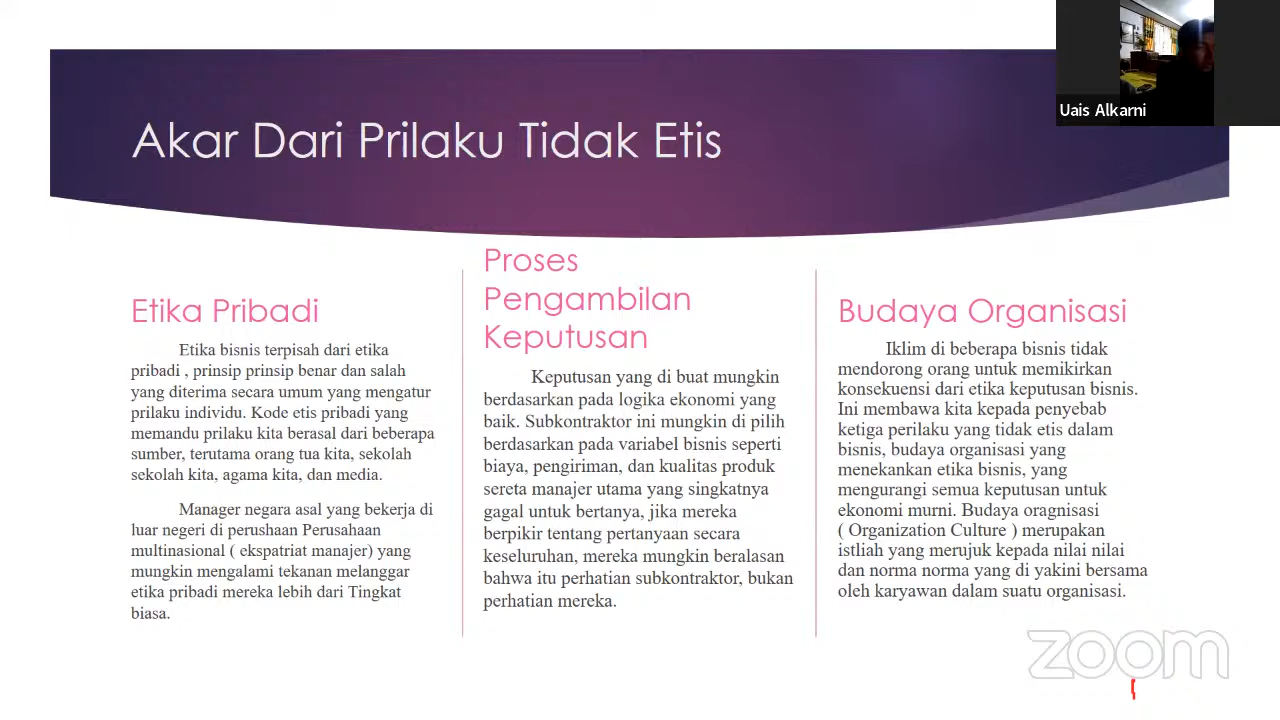 Uais Alkarni
Akar Dari Prilaku Tidak Etis
Etika Pribadi
Etika bisnis terpisah dari etika
pribadi , prinsip prinsip benar dan salah
yang diterima secara umum yang mengatur
prilaku individu. Kode etis pribadi yang
memandu prilaku kita berasal dari beberapa
sumber, terutama orang tua kita, sekolah
sekolah kita, agama kita, dan media.
Manager negara asal yang bekerja di
luar negeri di perushaan Perusahaan
multinasional ( ekspatriat manajer) yang
mungkin mengalami tekanan melanggar
etika pribadi mereka lebih dari Tingkat
biasa.
Proses
Pengambilan
Keputusan
Keputusan yang di buat mungkin
berdasarkan pada logika ekonomi yang
baik. Subkontraktor ini mungkin di pilih
berdasarkan pada variabel bisnis seperti
biaya, pengiriman, dan kualitas produk
sereta manajer utama yang singkatnya
gagal untuk bertanya, jika mereka
berpikir tentang pertanyaan secara
keseluruhan, mereka mungkin beralasan
bahwa itu perhatian subkontraktor, bukan
perhatian mereka.
Budaya Organisasi
Iklim di beberapa bisnis tidak
mendorong orang untuk memikirkan
konsekuensi dari etika keputusan bisnis.
Ini membawa kita kepada penyebab
ketiga perilaku yang tidak etis dalam
bisnis, budaya organisasi yang
menekankan etika bisnis, yang
mengurangi semua keputusan untuk
ekonomi murni. Budaya oragnisasi
( Organization Culture ) merupakan
istliah yang merujuk kepada nilai nilai
dan norma norma yang di yakini bersama
oleh karyawan dalam suatu organisasi.
zoom